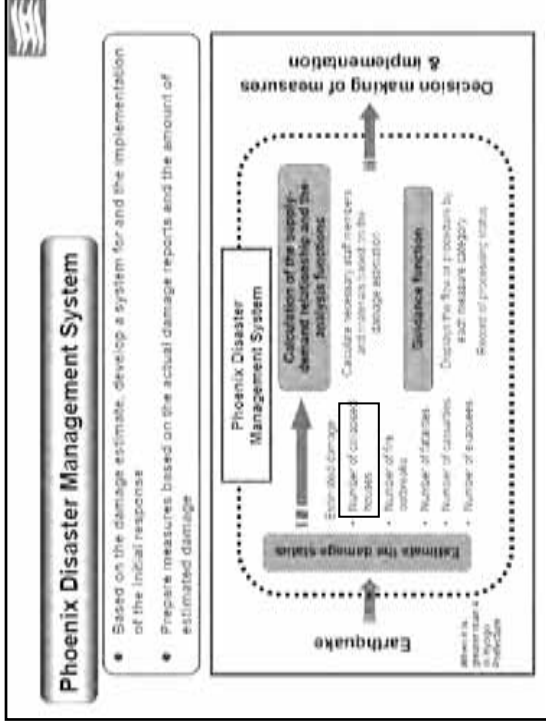 Phoenix Disaster Management System
● Based on the damage estimate, develop a system for and the implementation
of the initial response
● Prepare measures based on the actual damage reports and the amount of
estimated damage
Phoenix Disaster
Management System
Earthquake
greater than 4
Estimate the damage status
Estimated damage
• Number of collapsed
houses
• Number of fire
outbreaks
• Number of fatalities
• Number of casualties
• Number of evacuees
Calculation of the supply-
demand relationship and the
analysis functions
Calculate necessary staff members
and materials based on the
damage
Guidance function
Displays the flow of procedure by
each measure category
Record of processing status
Decision making of measures
& implementation